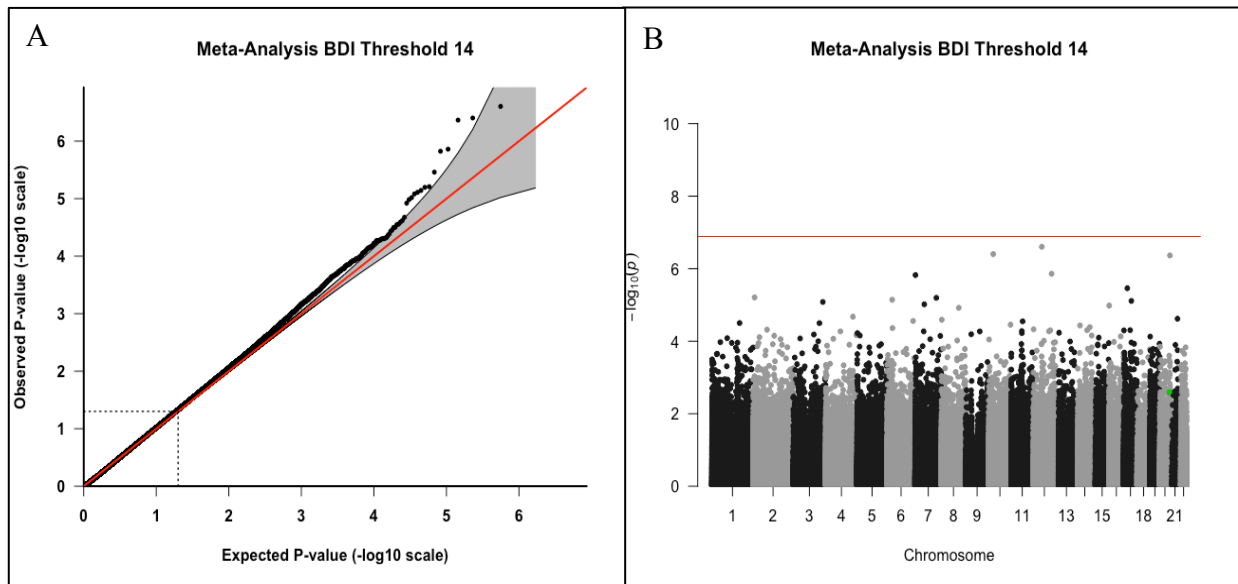 A
Meta-Analysis BDI Threshold 14
Observed P-value (-log10 scale)
6
5
4
3
2
1
0
0 1 2 3 4 5 6
Expected P-value (-log10 scale)
B
Meta-Analysis BDI Threshold 14
−log10(p)
10
8
6
4
2
0
1 2 3 4 5 6 7 8 9 11 13 15 18 21
Chromosome